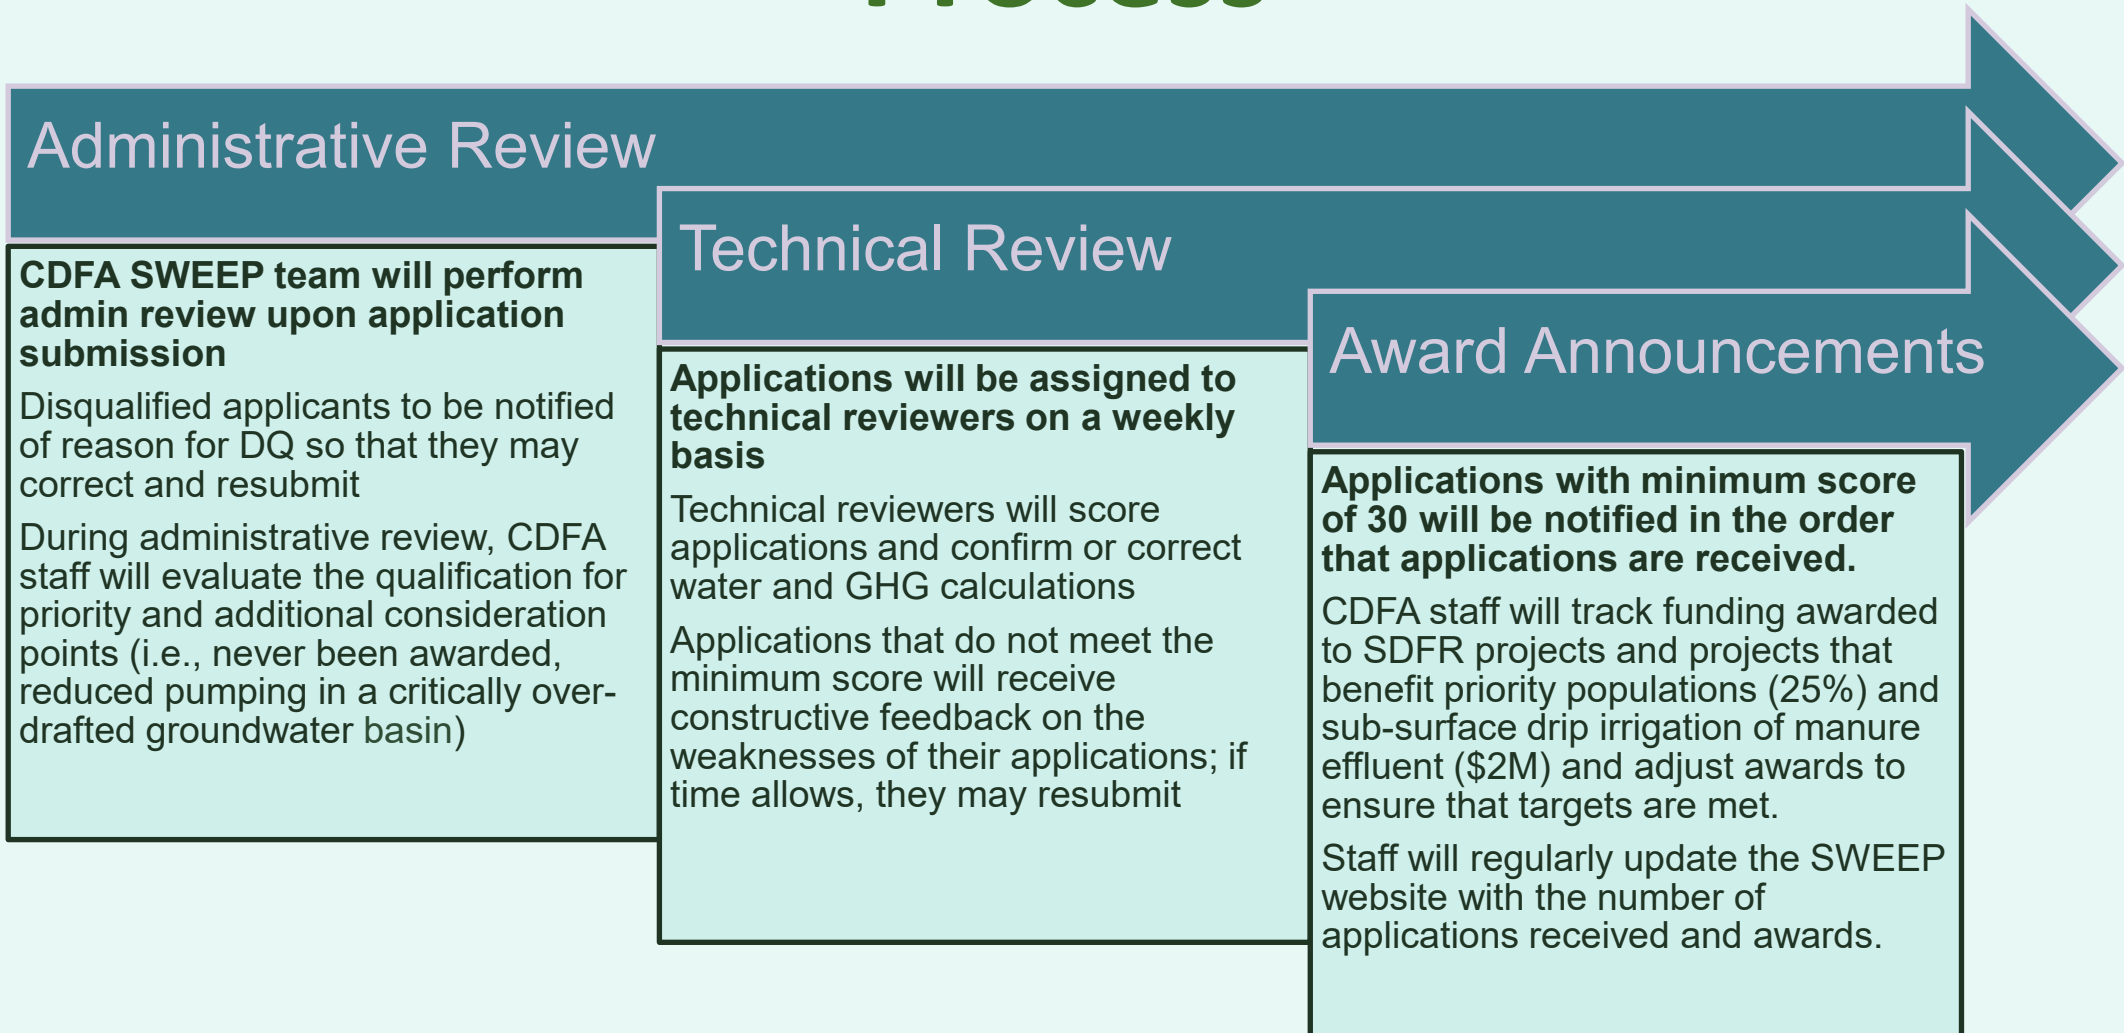 Process
Administrative Review
CDFA SWEEP team will perform
admin review upon application
submission
Disqualified applicants to be notified
of reason for DQ so that they may
correct and resubmit
During administrative review, CDFA
staff will evaluate the qualification for
priority and additional consideration
points (i.e., never been awarded,
reduced pumping in a critically over-
drafted groundwater basin)
Technical Review
Applications will be assigned to
technical reviewers on a weekly
basis
Technical reviewers will score
applications and confirm or correct
water and GHG calculations
Applications that do not meet the
minimum score will receive
constructive feedback on the
weaknesses of their applications; if
time allows, they may resubmit
Award Announcements
Applications with minimum score
of 30 will be notified in the order
that applications are received.
CDFA staff will track funding awarded
to SDFR projects and projects that
benefit priority populations (25%) and
sub-surface drip irrigation of manure
effluent ($2M) and adjust awards to
ensure that targets are met.
Staff will regularly update the SWEEP
website with the number of
applications received and awards.